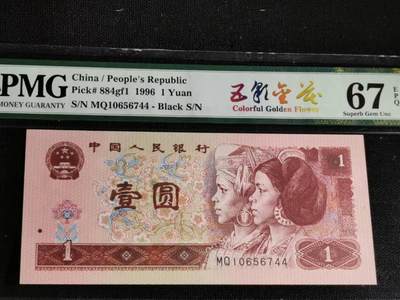 PMG
MONEY GUARANTY
China / People's Republic
Pick# 884gf1 1996 1 Yuan
S/N MQ10656744 - Black S/N
五彩金花
Colorful Golden Flower
67
E
P
Q
Superb Gem Unc
中国人民银行
1
壹圆
1
1
MQ10656744